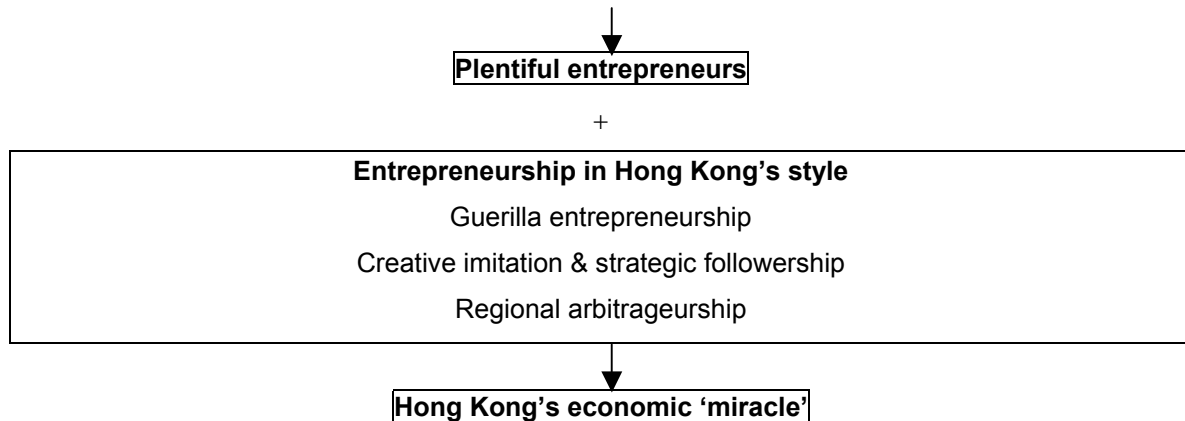 Plentiful entrepreneurs
+
Entrepreneurship in Hong Kong’s style
Guerilla entrepreneurship
Creative imitation & strategic followership
Regional arbitrageurship
Hong Kong’s economic ‘miracle’